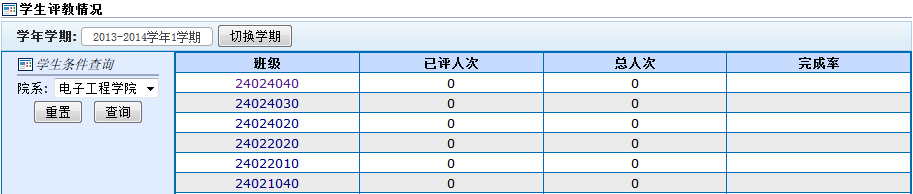 学生评教情况
学年学期: 2013-2014学年1学期 切换学期
学生条件查询
院系: 电子工程学院
重置 查询
班级 已评人次 总人次 完成率
24024040 0 0
24024030 0 0
24024020 0 0
24022020 0 0
24022010 0 0
24021040 0 0